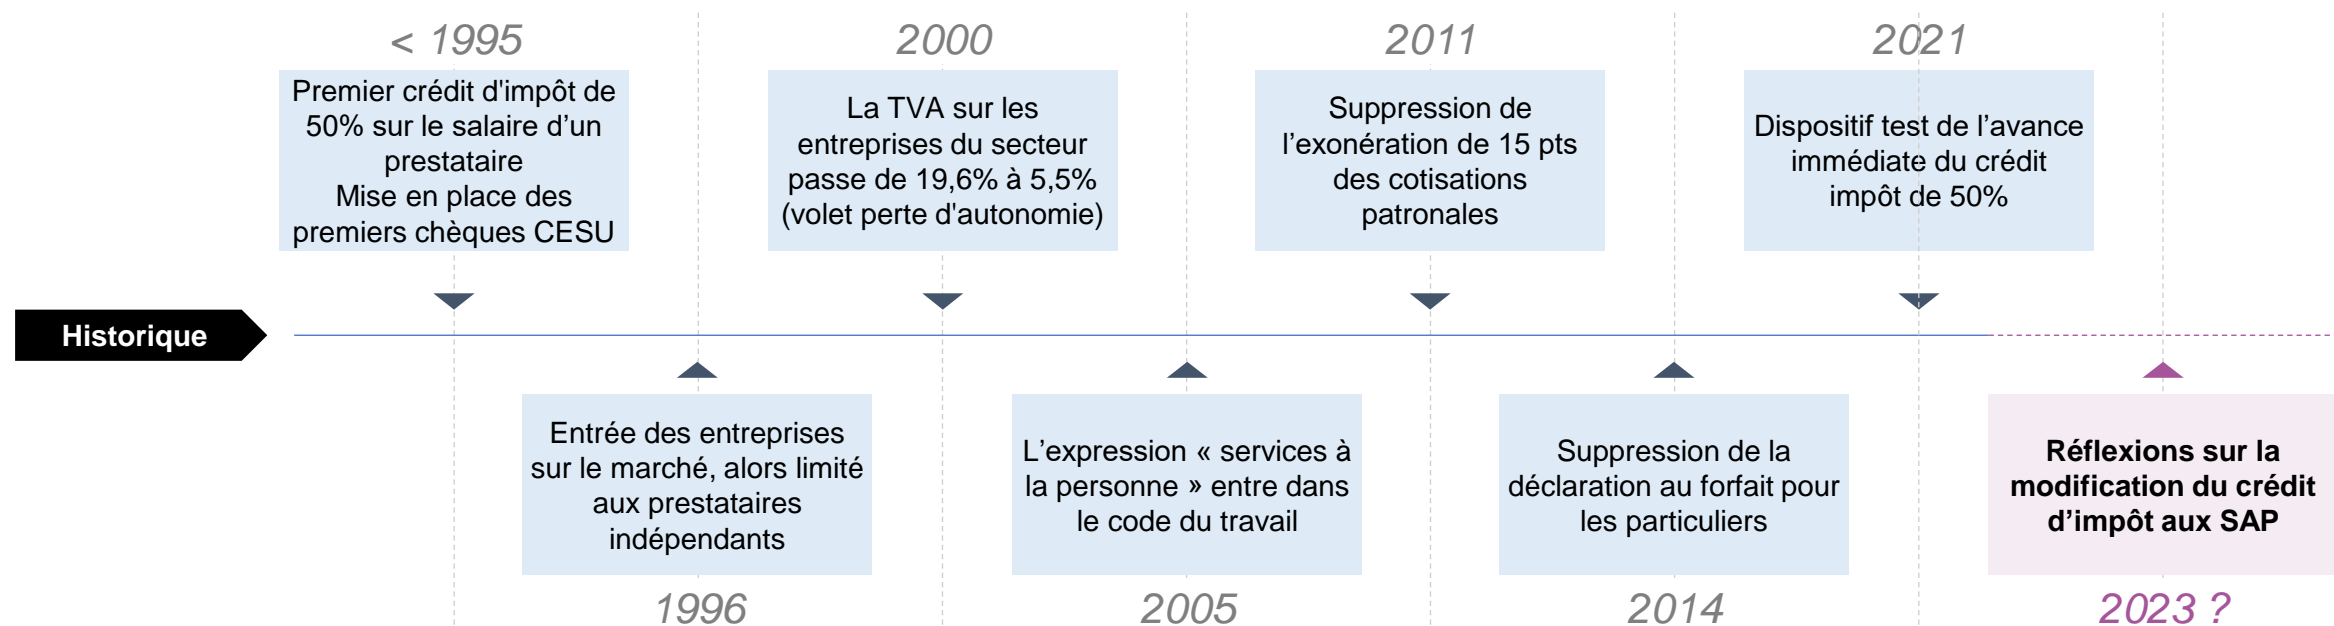 < 1995
Premier crédit d'impôt de
50% sur le salaire d’un
prestataire
Mise en place des
premiers chèques CESU
2000
La TVA sur les
entreprises du secteur
passe de 19,6% à 5,5%
(volet perte d'autonomie)
2011
Suppression de
l’exonération de 15 pts
des cotisations
patronales
2021
Dispositif test de l’avance
immédiate du crédit
impôt de 50%
Historique
Entrée des entreprises
sur le marché, alors limité
aux prestataires
indépendants
1996
L’expression « services à
la personne » entre dans
le code du travail
2005
Suppression de la
déclaration au forfait pour
les particuliers
2014
Réflexions sur la
modification du crédit
d’impôt aux SAP
2023 ?